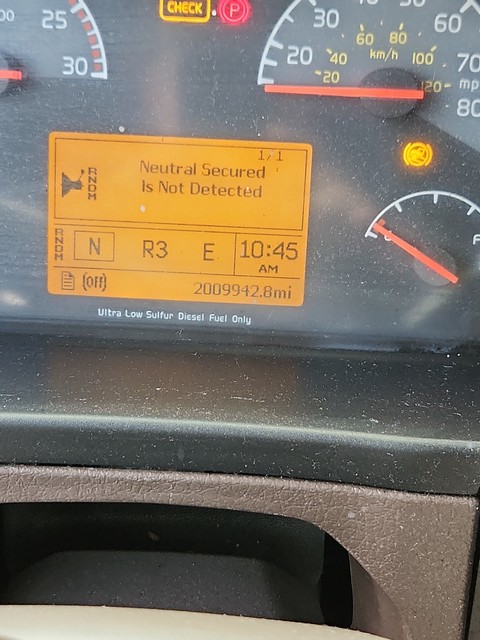 CHECK
P
25
30
30
20
60
70
80
mph
20
40
60
80
100
120
km/h
1/1
RNDM
Neutral Secured
Is Not Detected
RNDM
N R3 E 10:45
AM
(off) 2009942.8mi
Ultra Low Sulfur Diesel Fuel Only